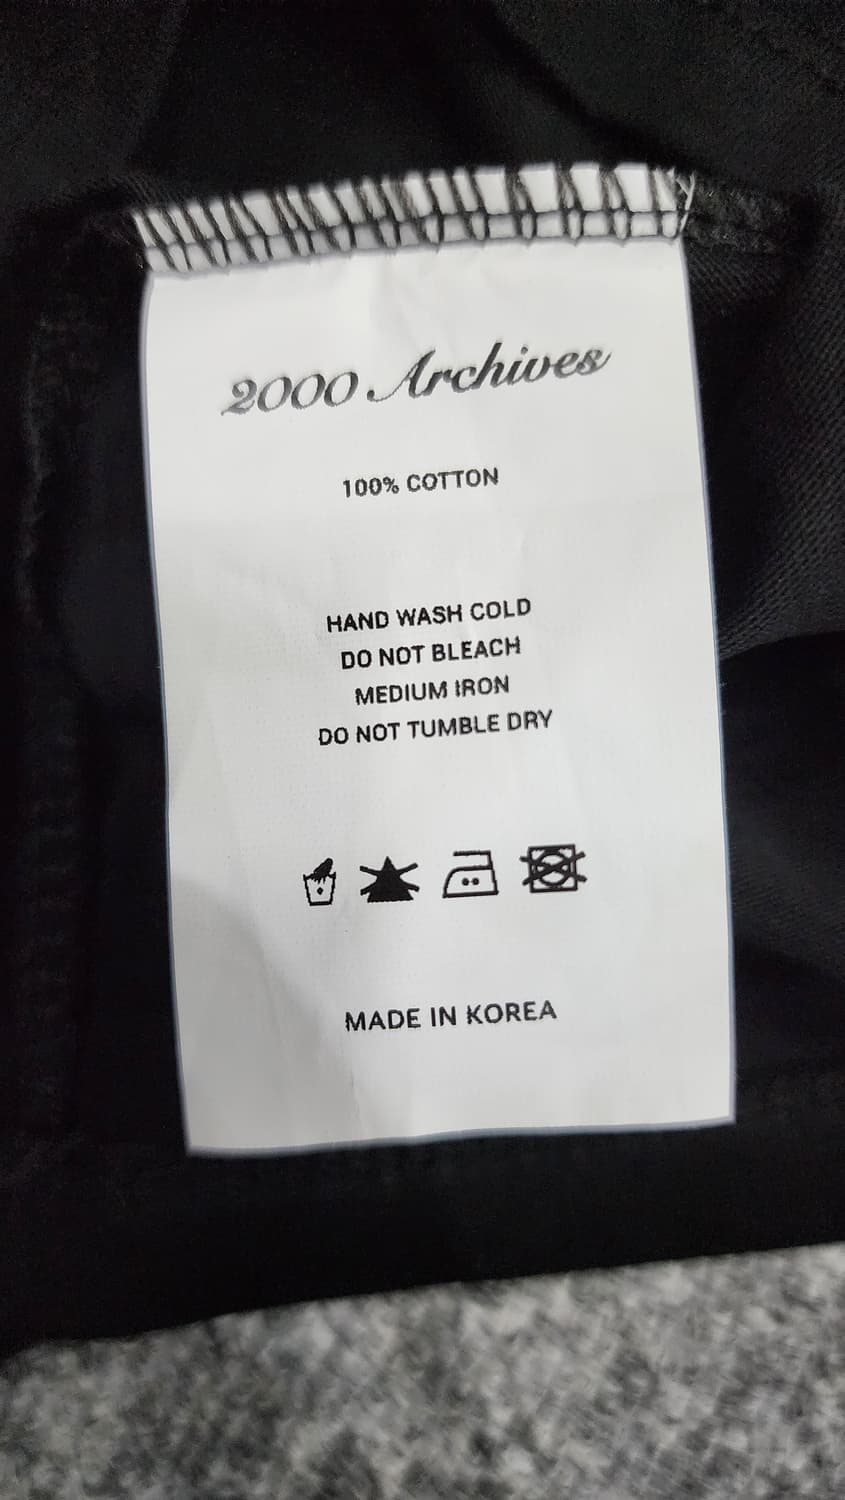 2000 Archives
100% COTTON
HAND WASH COLD
DO NOT BLEACH
MEDIUM IRON
DO NOT TUMBLE DRY
MADE IN KOREA